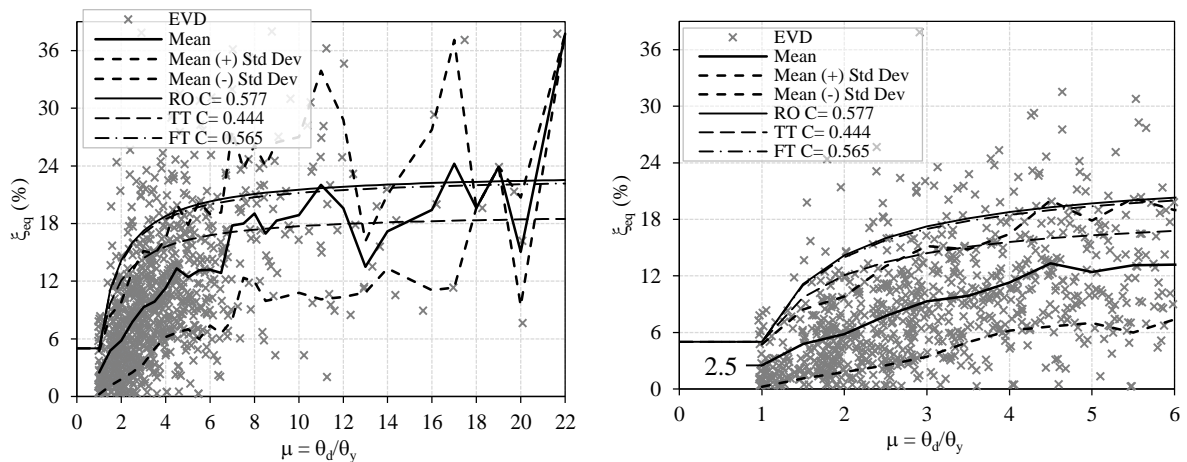 36
30
24
18
12
6
0
ξeq (%)
EVD
Mean
Mean (+) Std Dev
Mean (-) Std Dev
RO C= 0.577
TT C= 0.444
FT C= 0.565
0 2 4 6 8 10 12 14 16 18 20 22
μ = θd/θy
36
30
24
18
12
6
0
ξeq (%)
EVD
Mean
Mean (+) Std Dev
Mean (-) Std Dev
RO C= 0.577
TT C= 0.444
FT C= 0.565
2.5
0 1 2 3 4 5 6
μ = θd/θy